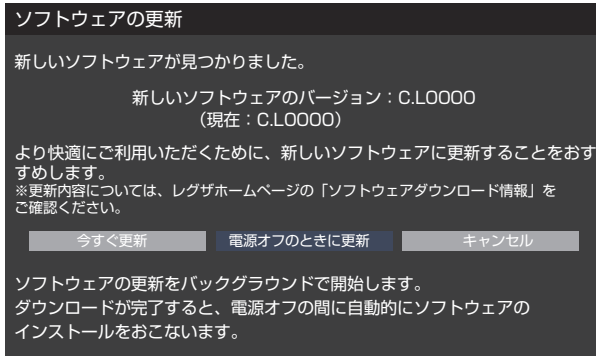 ソフトウェアの更新
新しいソフトウェアが見つかりました。
新しいソフトウェアのバージョン：C.L0000
（現在：C.L0000）
より快適にご利用いただくために、新しいソフトウェアに更新することをおす
すめします。
※更新内容については、レグザホームページの「ソフトウェアダウンロード情報」を
ご確認ください。
今すぐ更新 電源オフのときに更新 キャンセル
ソフトウェアの更新をバックグラウンドで開始します。
ダウンロードが完了すると、電源オフの間に自動的にソフトウェアの
インストールをおこないます。